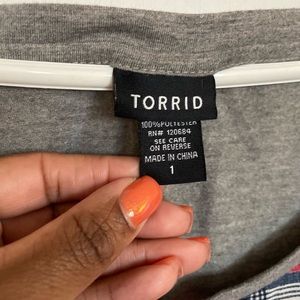 TORRID
100% POLYESTER
RN# 120684
SEE CARE
ON REVERSE
MADE IN CHINA
1